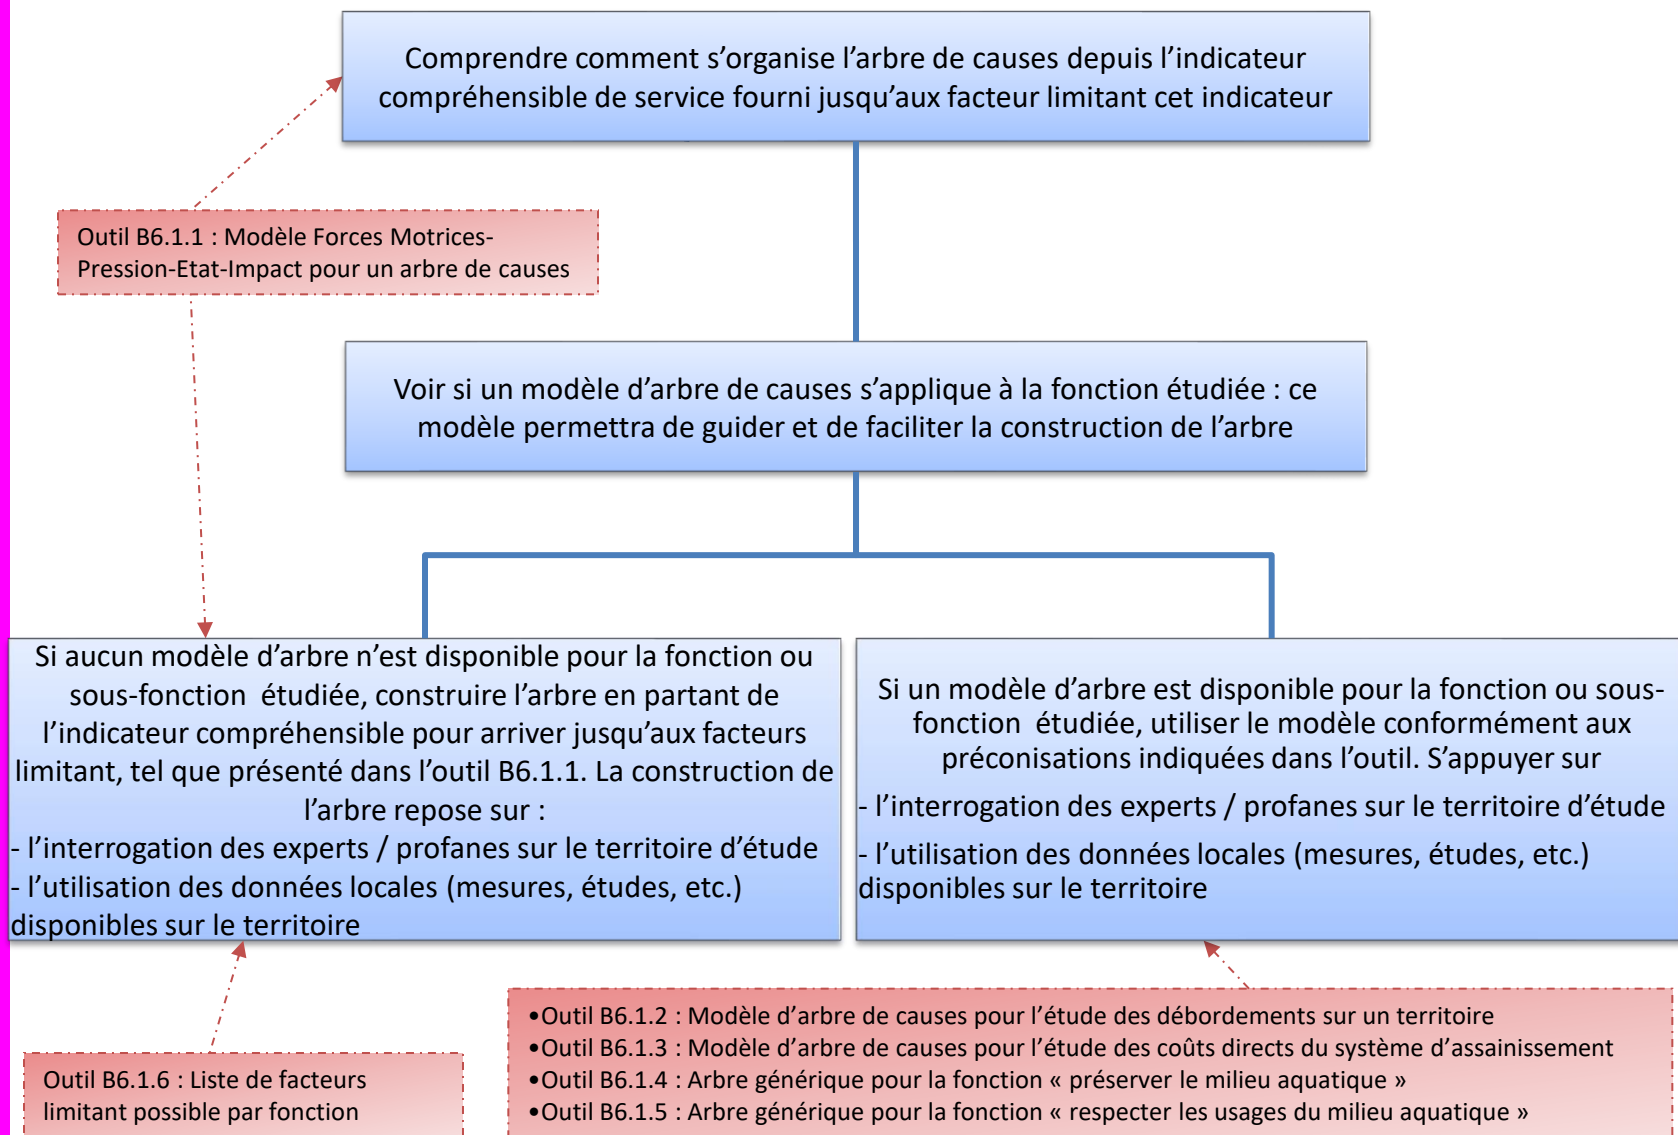 Comprendre comment s’organise l’arbre de causes depuis l’indicateur
compréhensible de service fourni jusqu’aux facteur limitant cet indicateur
Outil B6.1.1 : Modèle Forces Motrices-
Pression-Etat-Impact pour un arbre de causes
Voir si un modèle d’arbre de causes s’applique à la fonction étudiée : ce
modèle permettra de guider et de faciliter la construction de l’arbre
Si aucun modèle d’arbre n’est disponible pour la fonction ou
sous-fonction étudiée, construire l’arbre en partant de
l’indicateur compréhensible pour arriver jusqu’aux facteurs
limitant, tel que présenté dans l’outil B6.1.1. La construction de
l’arbre repose sur :
- l’interrogation des experts / profanes sur le territoire d’étude
- l’utilisation des données locales (mesures, études, etc.)
disponibles sur le territoire
Si un modèle d’arbre est disponible pour la fonction ou sous-
fonction étudiée, utiliser le modèle conformément aux
préconisations indiquées dans l’outil. S’appuyer sur
- l’interrogation des experts / profanes sur le territoire d’étude
- l’utilisation des données locales (mesures, études, etc.)
disponibles sur le territoire
Outil B6.1.6 : Liste de facteurs
limitant possible par fonction
•Outil B6.1.2 : Modèle d’arbre de causes pour l’étude des débordements sur un territoire
•Outil B6.1.3 : Modèle d’arbre de causes pour l’étude des coûts directs du système d’assainissement
•Outil B6.1.4 : Arbre générique pour la fonction « préserver le milieu aquatique »
•Outil B6.1.5 : Arbre générique pour la fonction « respecter les usages du milieu aquatique »